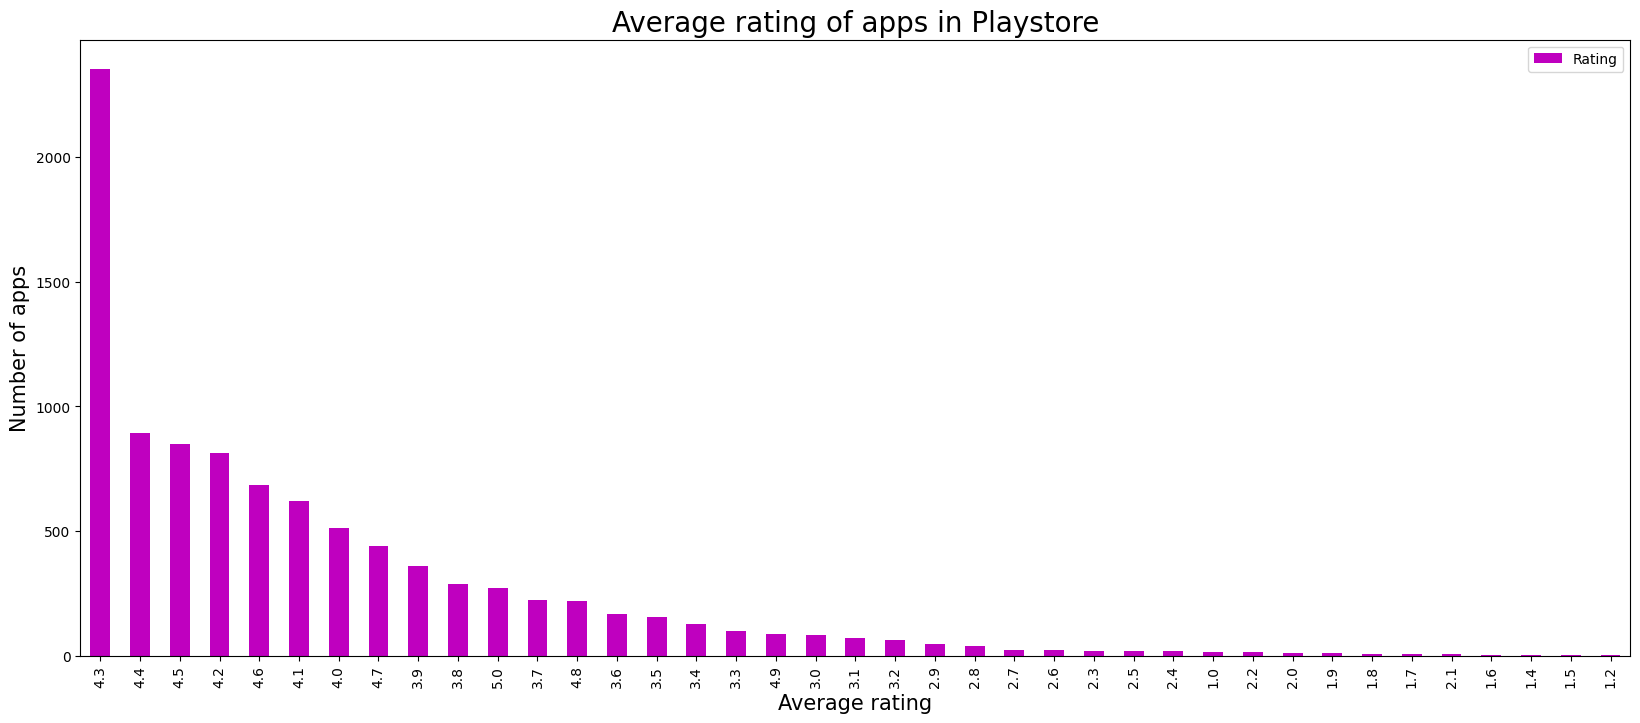 Average rating of apps in Playstore
Rating
Number of apps
2000
1500
1000
500
0
4.3 4.4 4.5 4.2 4.6 4.1 4.0 4.7 3.9 3.8 5.0 3.7 4.8 3.6 3.5 3.4 3.3 4.9 3.0 3.1 3.2 2.9 2.8 2.7 2.6 2.3 2.5 2.4 1.0 2.2 2.0 1.9 1.8 1.7 2.1 1.6 1.4 1.5 1.2
Average rating